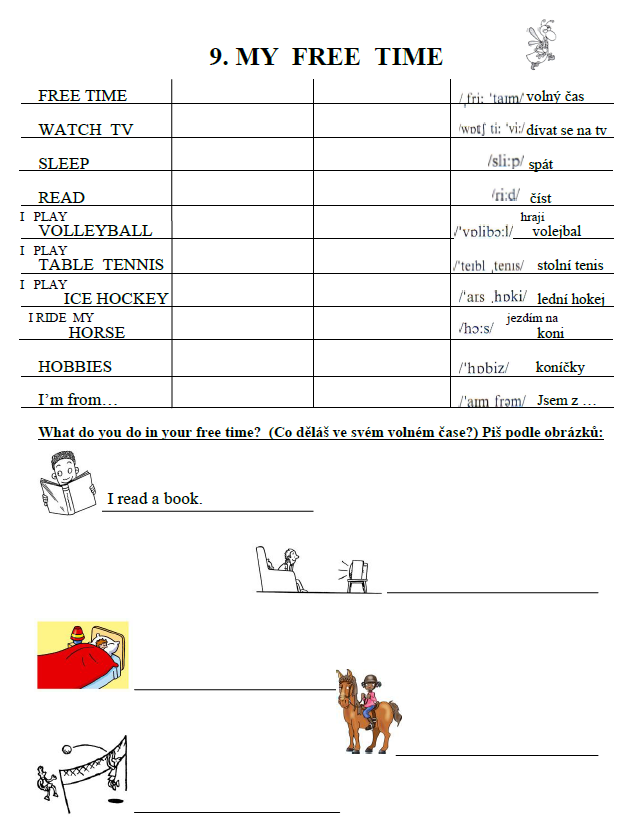 9. MY FREE TIME
FREE TIME /ˌfriː ˈtaɪm/ volný čas
WATCH TV /wɒtʃ tiː ˈviː/ dívat se na tv
SLEEP /sliːp/ spát
READ /riːd/ číst
I PLAY hraji
VOLLEYBALL /ˈvɒlibɔːl/ volejbal
I PLAY
TABLE TENNIS /ˈteɪbl ˌtenɪs/ stolní tenis
I PLAY
ICE HOCKEY /ˈaɪs ˌhɒki/ lední hokej
I RIDE MY jezdím na
HORSE /hɔːs/ koni
HOBBIES /ˈhɒbiz/ koníčky
I'm from… /ˈaɪm frəm/ Jsem z …
What do you do in your free time? (Co děláš ve svém volném čase?) Piš podle obrázků:
I read a book.